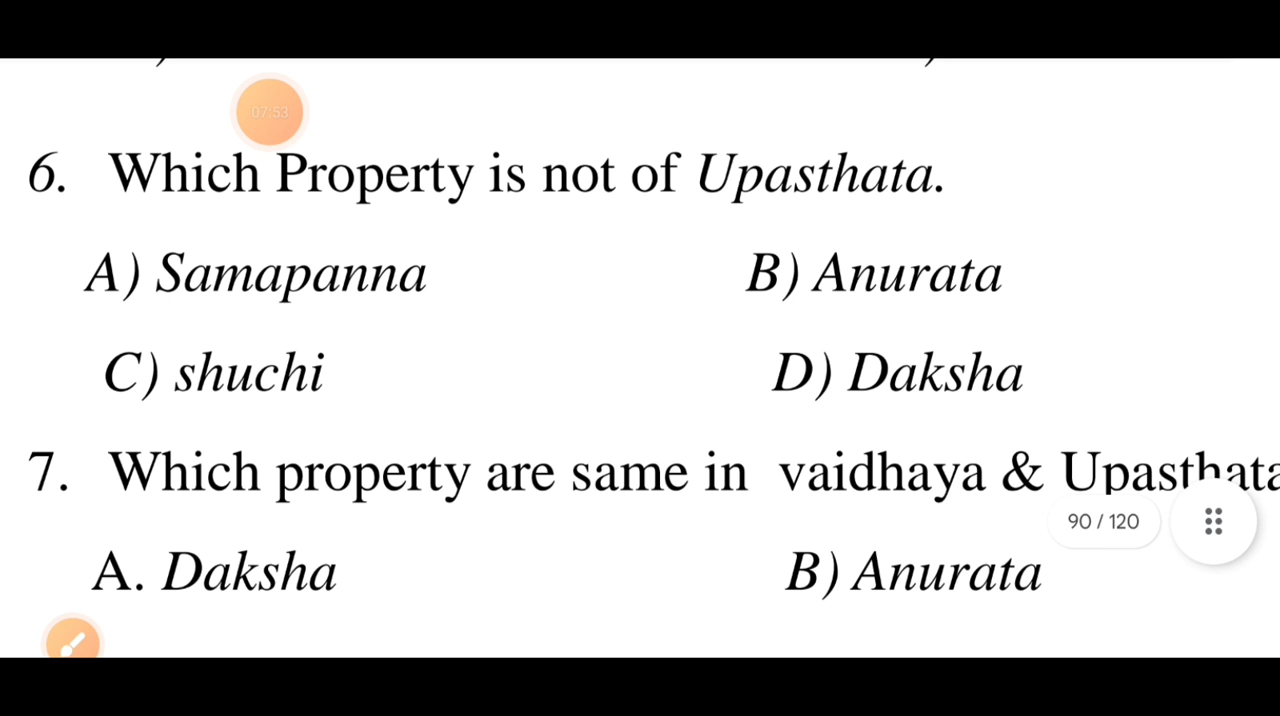 07:53
6. Which Property is not of Upasthata.
A) Samapanna B) Anurata
C) shuchi D) Daksha
7. Which property are same in vaidhaya & Upasthata
90 / 120
A. Daksha B) Anurata